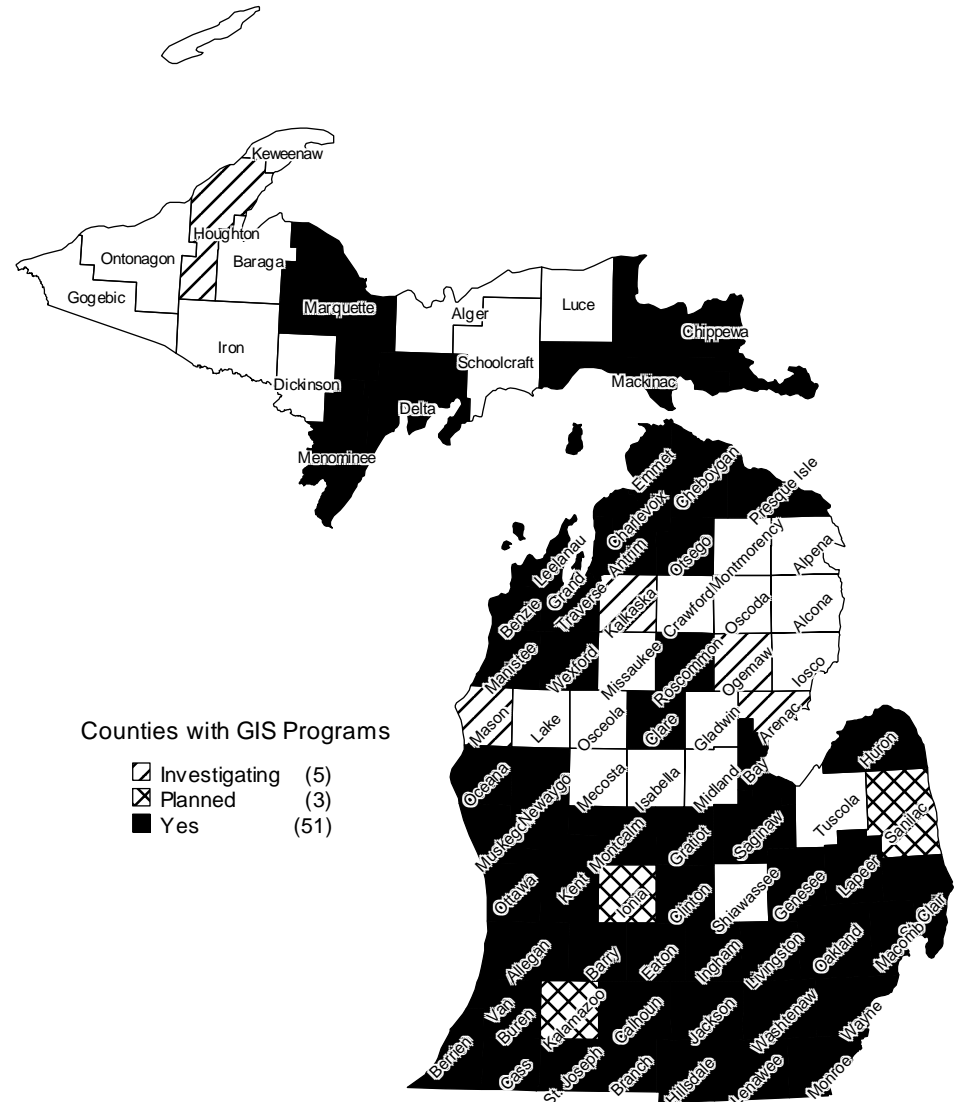 Keweenaw
Houghton
Ontonagon
Baraga
Gogebic
Marquette
Alger
Luce
Chippewa
Iron
Schoolcraft
Dickinson
Mackinac
Delta
Menominee
Emmet
Cheboygan
Presque Isle
Charlevoix
Leelanau
Antrim
Otsego
Montmorency
Alpena
Benzie
Grand
Traverse
Kalkaska
Crawford
Oscoda
Alcona
Manistee
Wexford
Missaukee
Roscommon
Ogemaw
Iosco
Mason
Lake
Osceola
Clare
Gladwin
Arenac
Counties with GIS Programs
Investigating (5)
Planned (3)
Yes (51)
Huron
Oceana
Newaygo
Mecosta
Isabella
Midland
Bay
Tuscola
Sanilac
Muskego
Montcalm
Gratiot
Saginaw
Ottawa
Kent
Ionia
Clinton
Shiawassee
Genesee
Lapeer
St. Clair
Allegan
Barry
Eaton
Ingham
Livingston
Oakland
Macomb
Van
Buren
Kalamazoo
Calhoun
Jackson
Washtenaw
Wayne
Berrien
Cass
St. Joseph
Branch
Hillsdale
Lenawee
Monroe